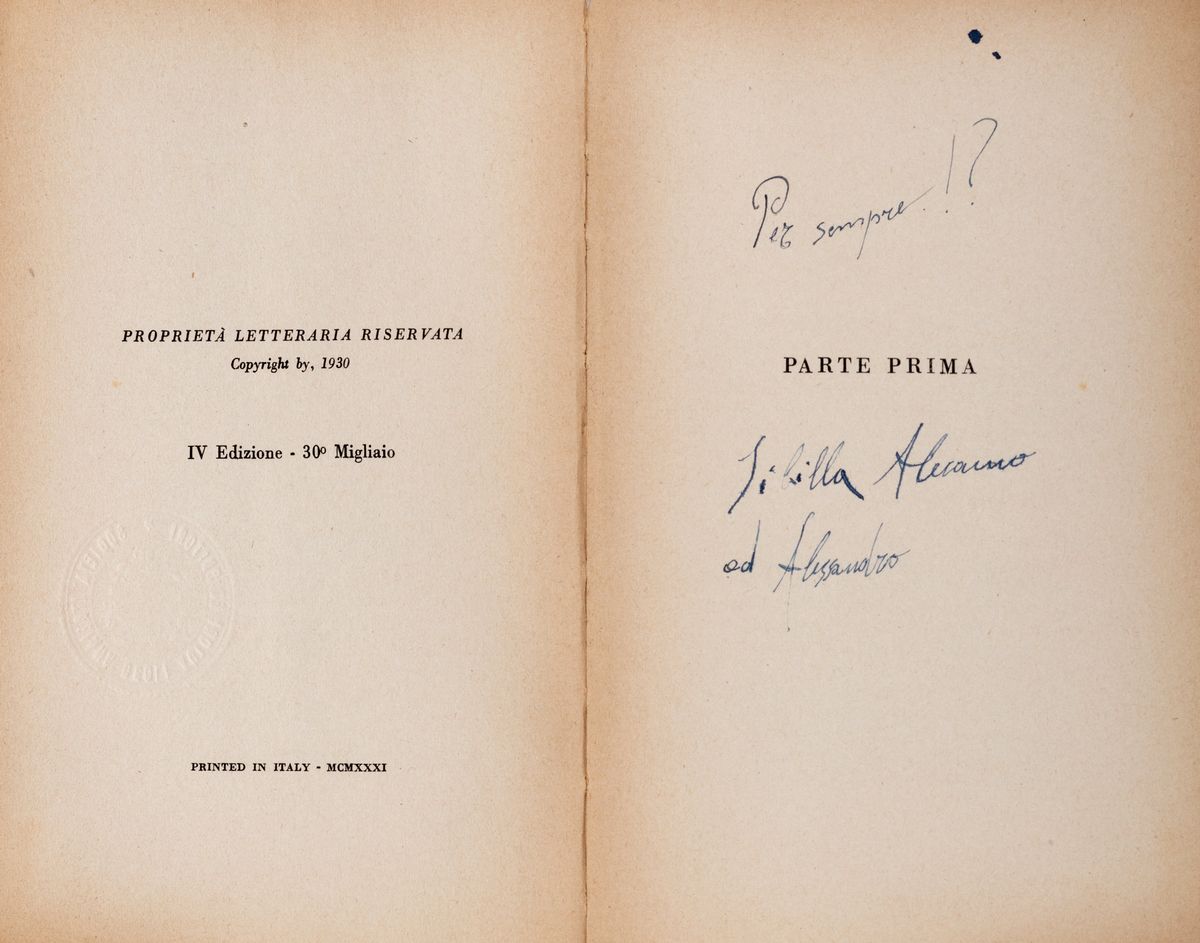 PROPRIETÀ LETTERARIA RISERVATA
Copyright by, 1930
IV Edizione - 30º Migliaio
PRINTED IN ITALY - MCMXXXI
Per sempre!?
PARTE PRIMA
Sibilla Aleramo
ad Alessandro